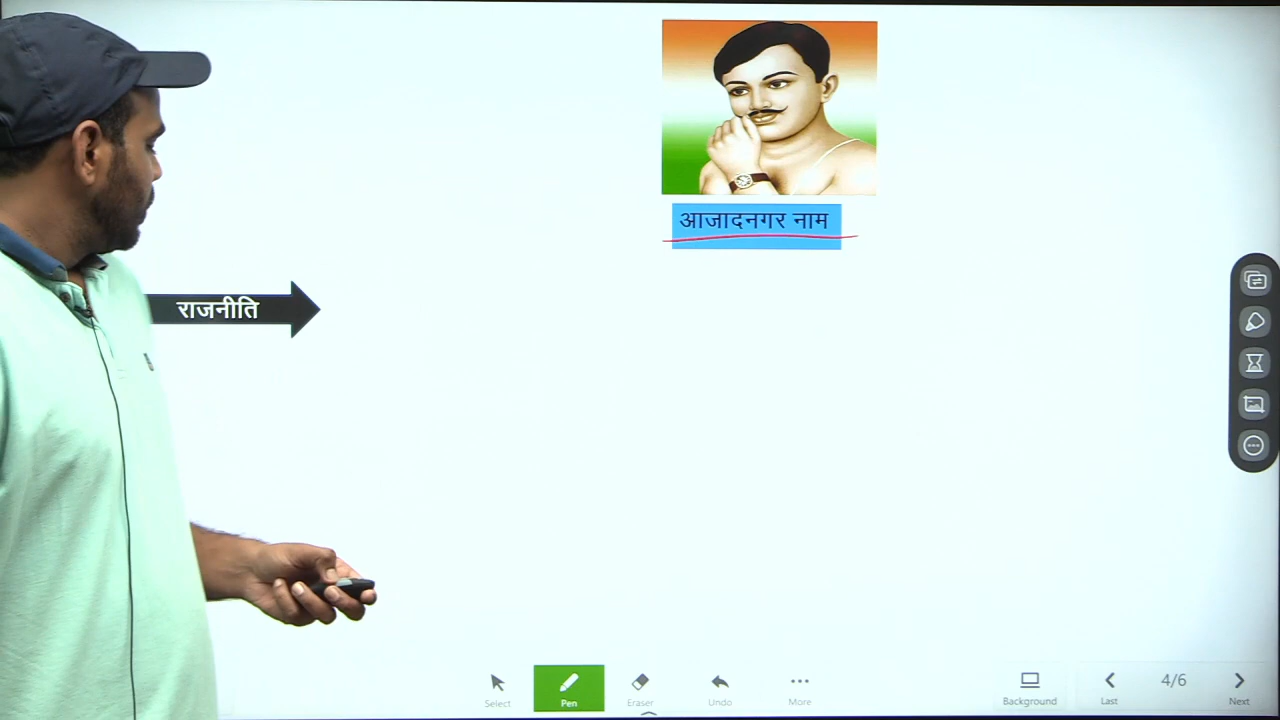 आजादनगर नाम
राजनीति
Select
Pen
Eraser
Undo
More
Background
Last
4/6
Next